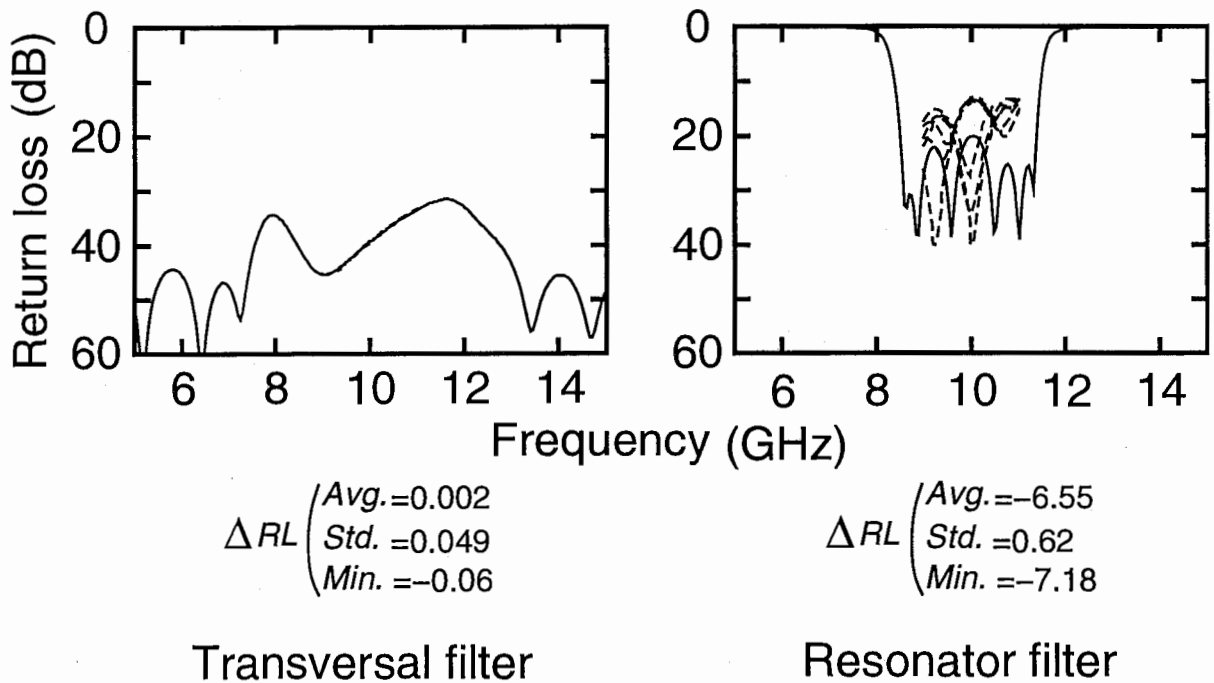 Return loss (dB)
0
20
40
60
6 8 10 12 14
0
20
40
60
6 8 10 12 14
Frequency (GHz)
Δ RL
Avg.=0.002
Std. =0.049
Min. =−0.06
Δ RL
Avg.=−6.55
Std. =0.62
Min. =−7.18
Transversal filter
Resonator filter